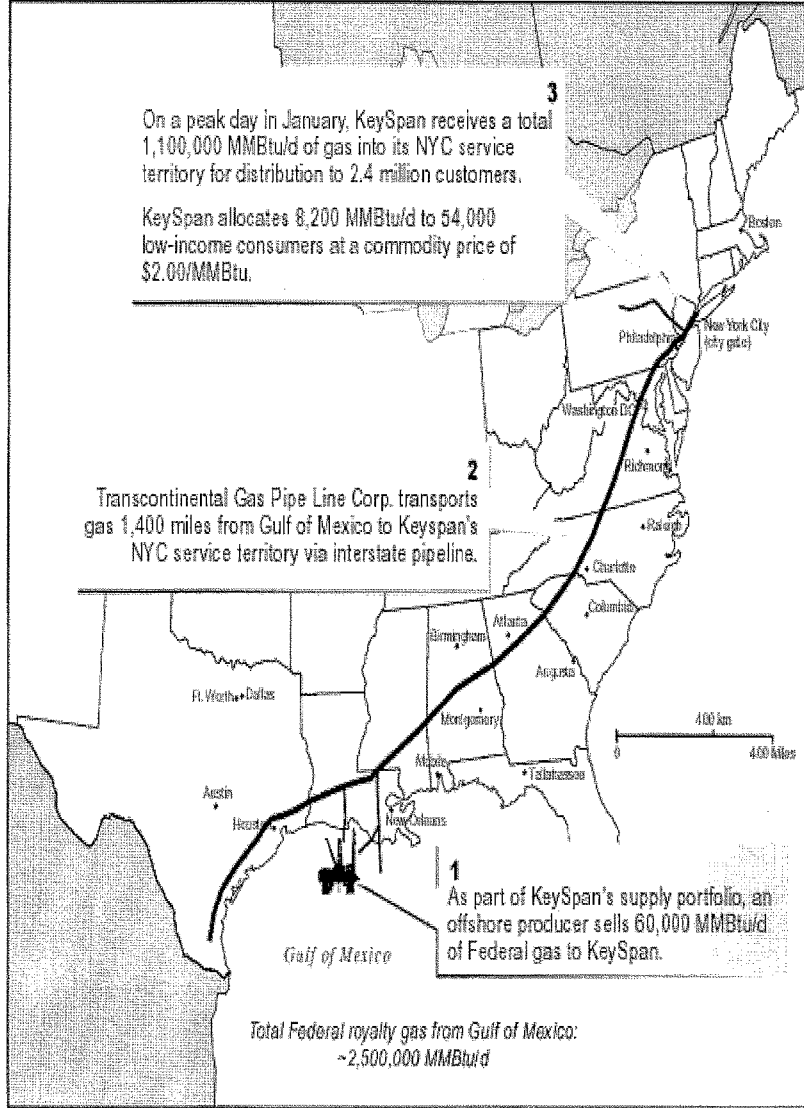 3
On a peak day in January, KeySpan receives a total
1,100,000 MMBtu/d of gas into its NYC service
territory for distribution to 2.4 million customers.
KeySpan allocates 8,200 MMBtu/d to 54,000
low-income consumers at a commodity price of
$2.00/MMBtu.
Boston
New York City
(city gate)
Philadelphia
Washington DC
Richmond
2
Transcontinental Gas Pipe Line Corp. transports
gas 1,400 miles from Gulf of Mexico to Keyspan's
NYC service territory via interstate pipeline.
Raleigh
Charlotte
Columbia
Atlanta
Birmingham
Augusta
Ft. Worth Dallas
Montgomery
400 km
0
400 Miles
Mobile
Tallahassee
Austin
Houston
New Orleans
1
As part of KeySpan's supply portfolio, an
offshore producer sells 60,000 MMBtu/d
of Federal gas to KeySpan.
Gulf of Mexico
Total Federal royalty gas from Gulf of Mexico:
~2,500,000 MMBtu/d